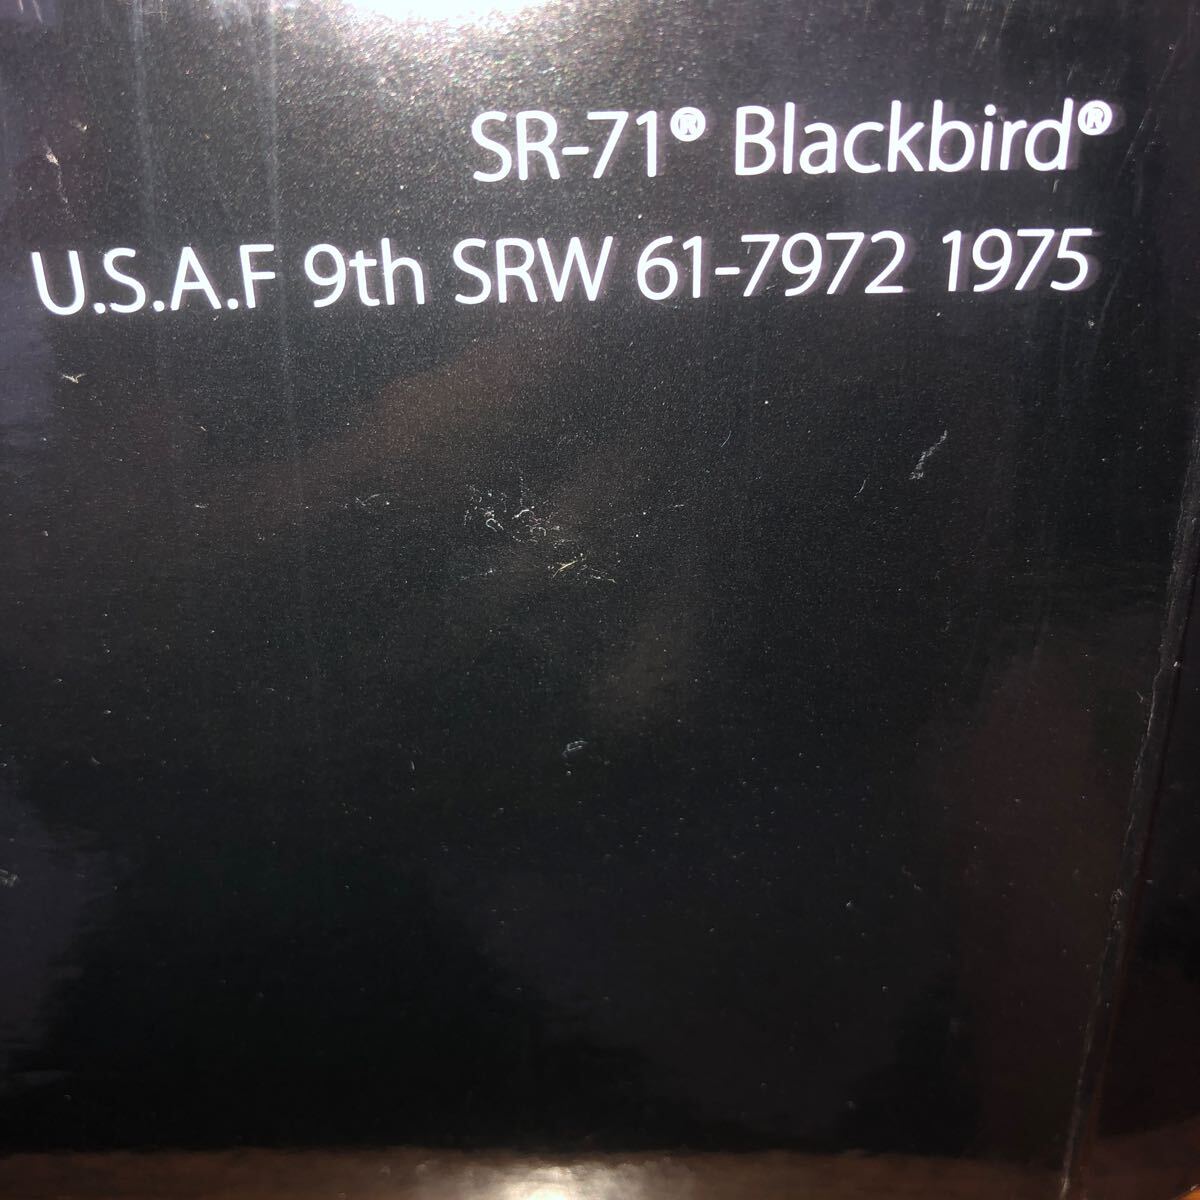 SR-71® Blackbird®
U.S.A.F 9th SRW 61-7972 1975